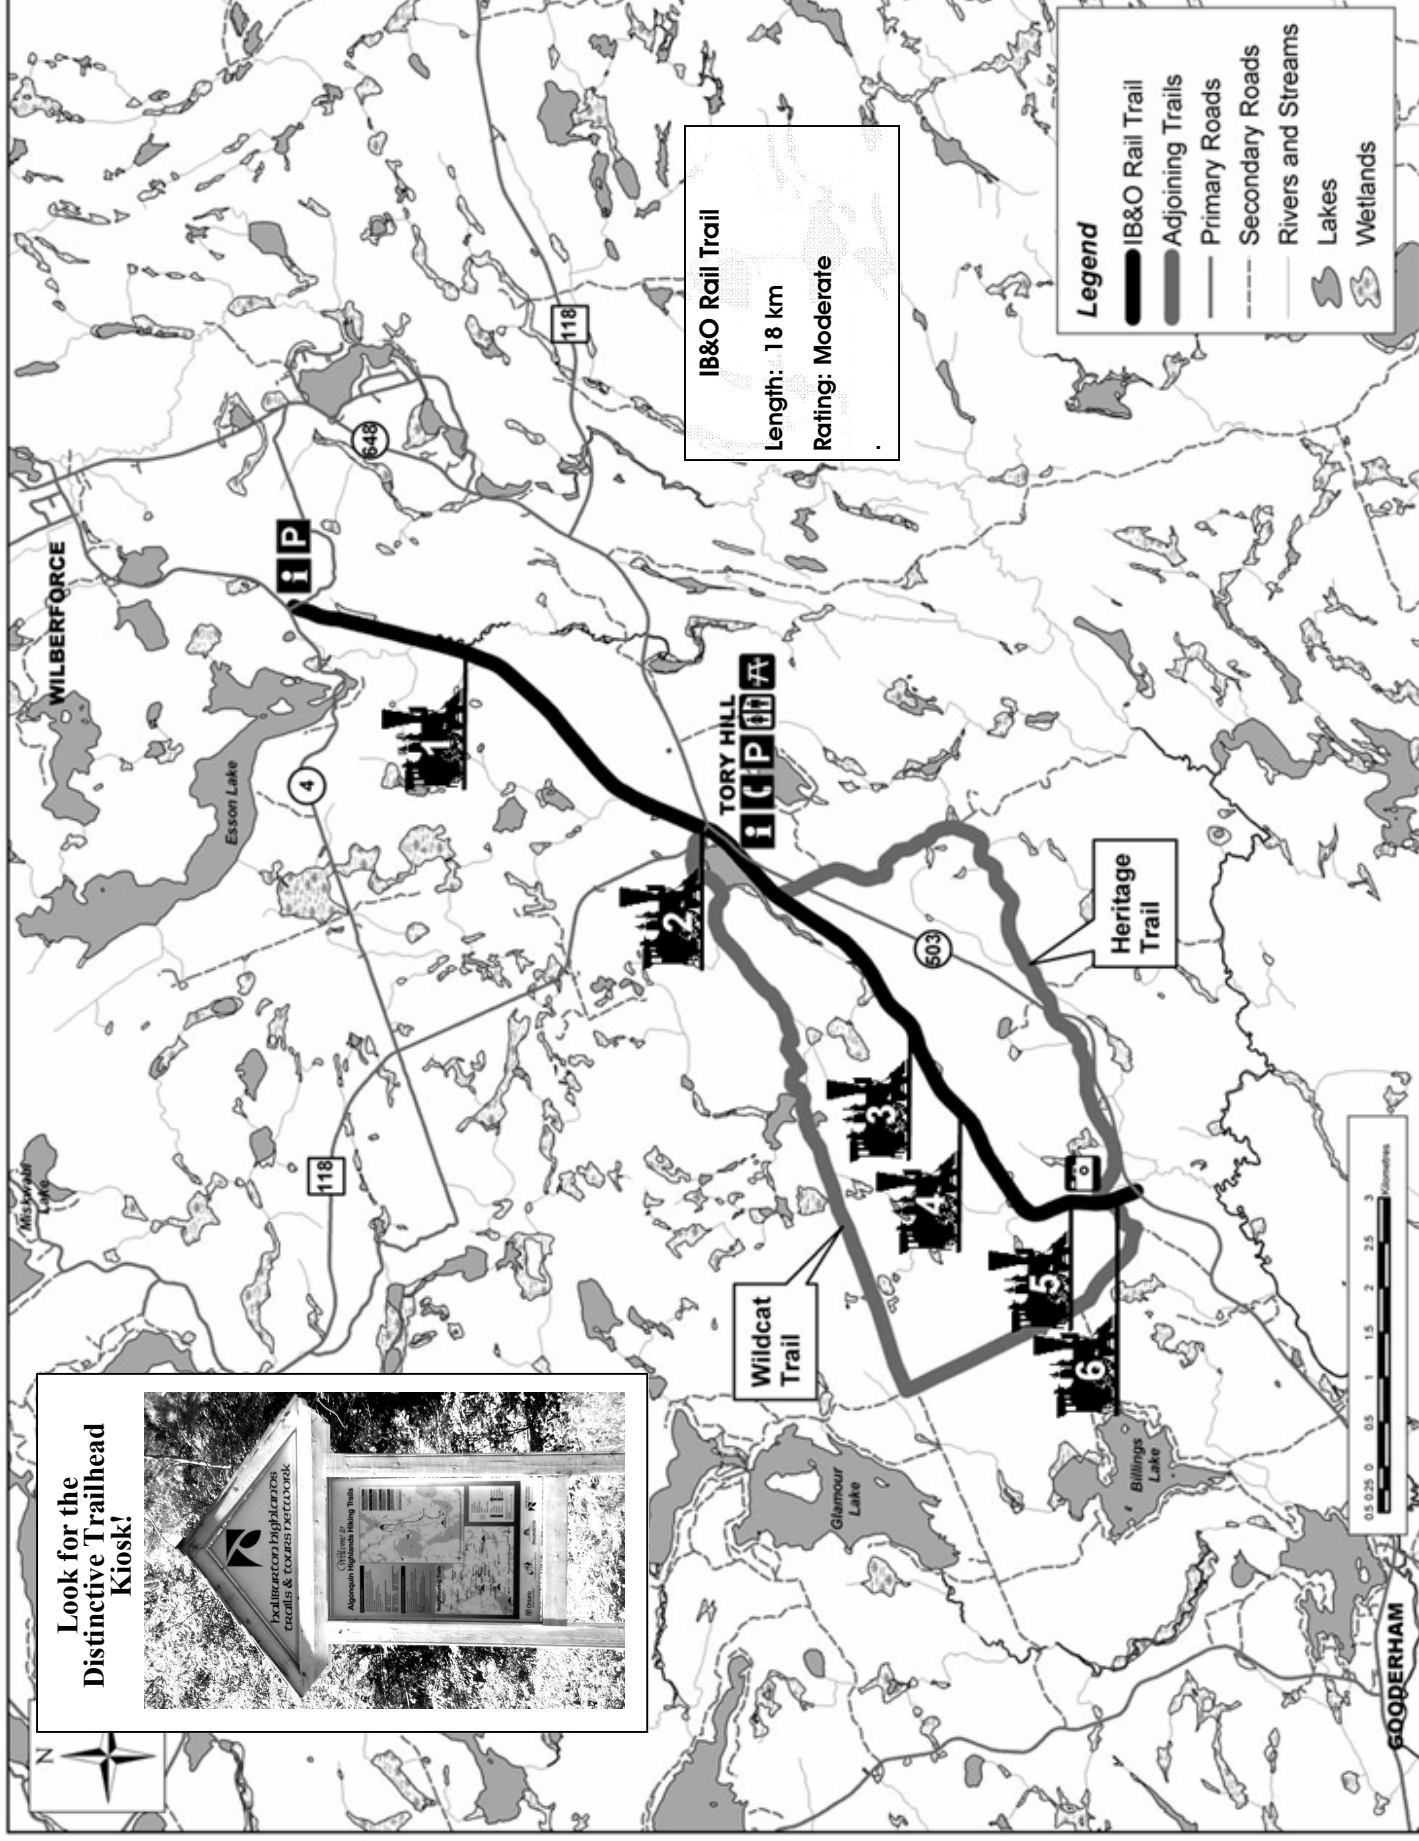 N
Look for the
Distinctive Trailhead
Kiosk!
haliburton highlands
trails & tours network
Welcome to
Algonquin Highlands Hiking Trails
Miskwabi
Lake
118
4
Esson Lake
WILBERFORCE
i P
648
118
1
2
TORY HILL
i C P
IB&O Rail Trail
Length: 18 km
Rating: Moderate
.
Wildcat
Trail
3
4
5
6
503
Heritage
Trail
Glamour
Lake
Billings
Lake
GOODERHAM
0.5 0.25 0 0.5 1 1.5 2 2.5 3
Kilometres
Legend
IB&O Rail Trail
Adjoining Trails
Primary Roads
Secondary Roads
Rivers and Streams
Lakes
Wetlands